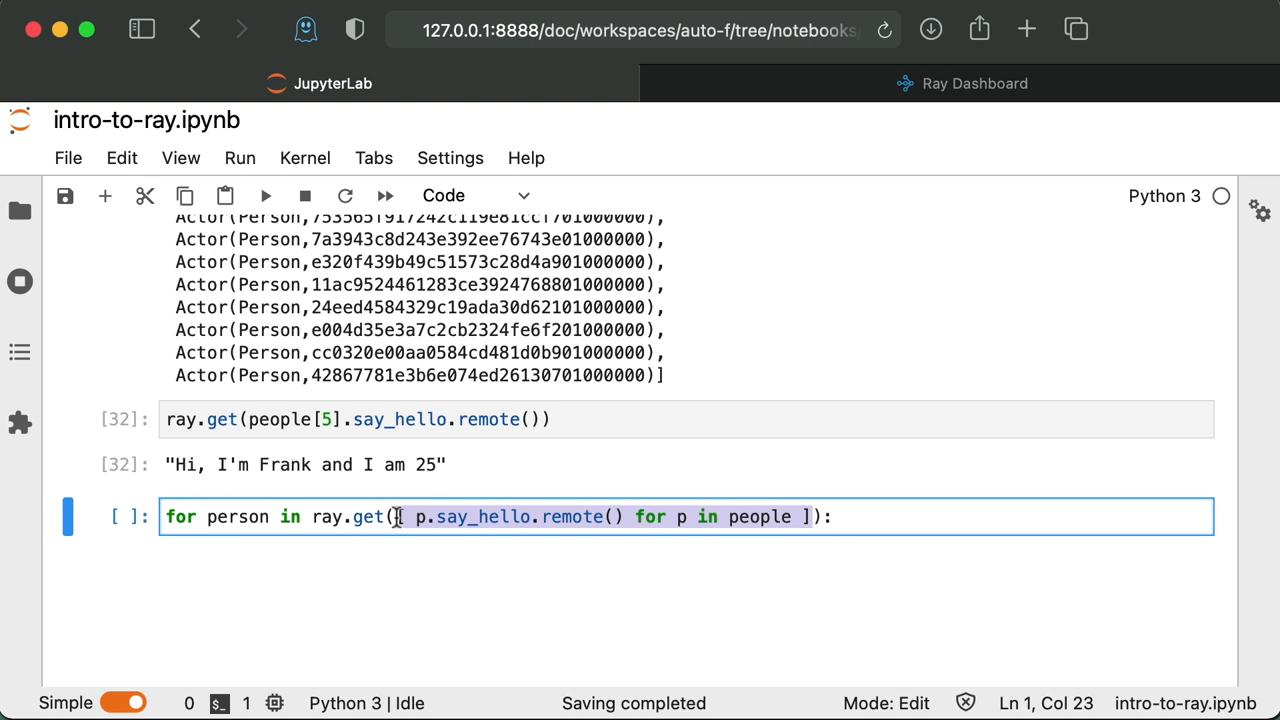 127.0.0.1:8888/doc/workspaces/auto-f/tree/notebooks
JupyterLab
Ray Dashboard
intro-to-ray.ipynb
File Edit View Run Kernel Tabs Settings Help
Code
Python 3
Actor(Person,753565f917242c119e81ccf701000000),
Actor(Person,7a3943c8d243e392ee76743e01000000),
Actor(Person,e320f439b49c51573c28d4a901000000),
Actor(Person,11ac9524461283ce3924768801000000),
Actor(Person,24eed4584329c19ada30d62101000000),
Actor(Person,e004d35e3a7c2cb2324fe6f201000000),
Actor(Person,cc0320e00aa0584cd481d0b901000000),
Actor(Person,42867781e3b6e074ed26130701000000)]
[32]: ray.get(people[5].say_hello.remote())
[32]: "Hi, I'm Frank and I am 25"
[ ]: for person in ray.get([ p.say_hello.remote() for p in people ]):
Simple 0 $_ 1 Python 3 | Idle Saving completed Mode: Edit Ln 1, Col 23 intro-to-ray.ipynb